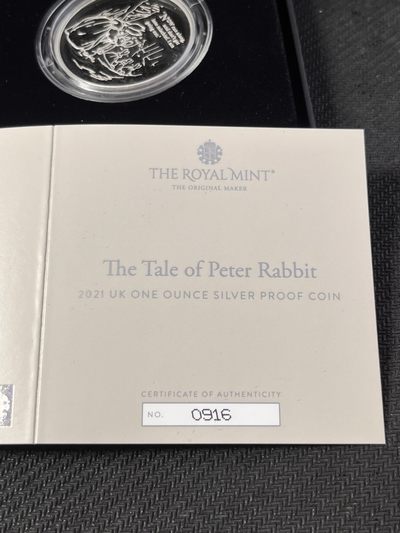 THE ROYAL MINT®
THE ORIGINAL MAKER
The Tale of Peter Rabbit
2021 UK ONE OUNCE SILVER PROOF COIN
CERTIFICATE OF AUTHENTICITY
NO. 0916